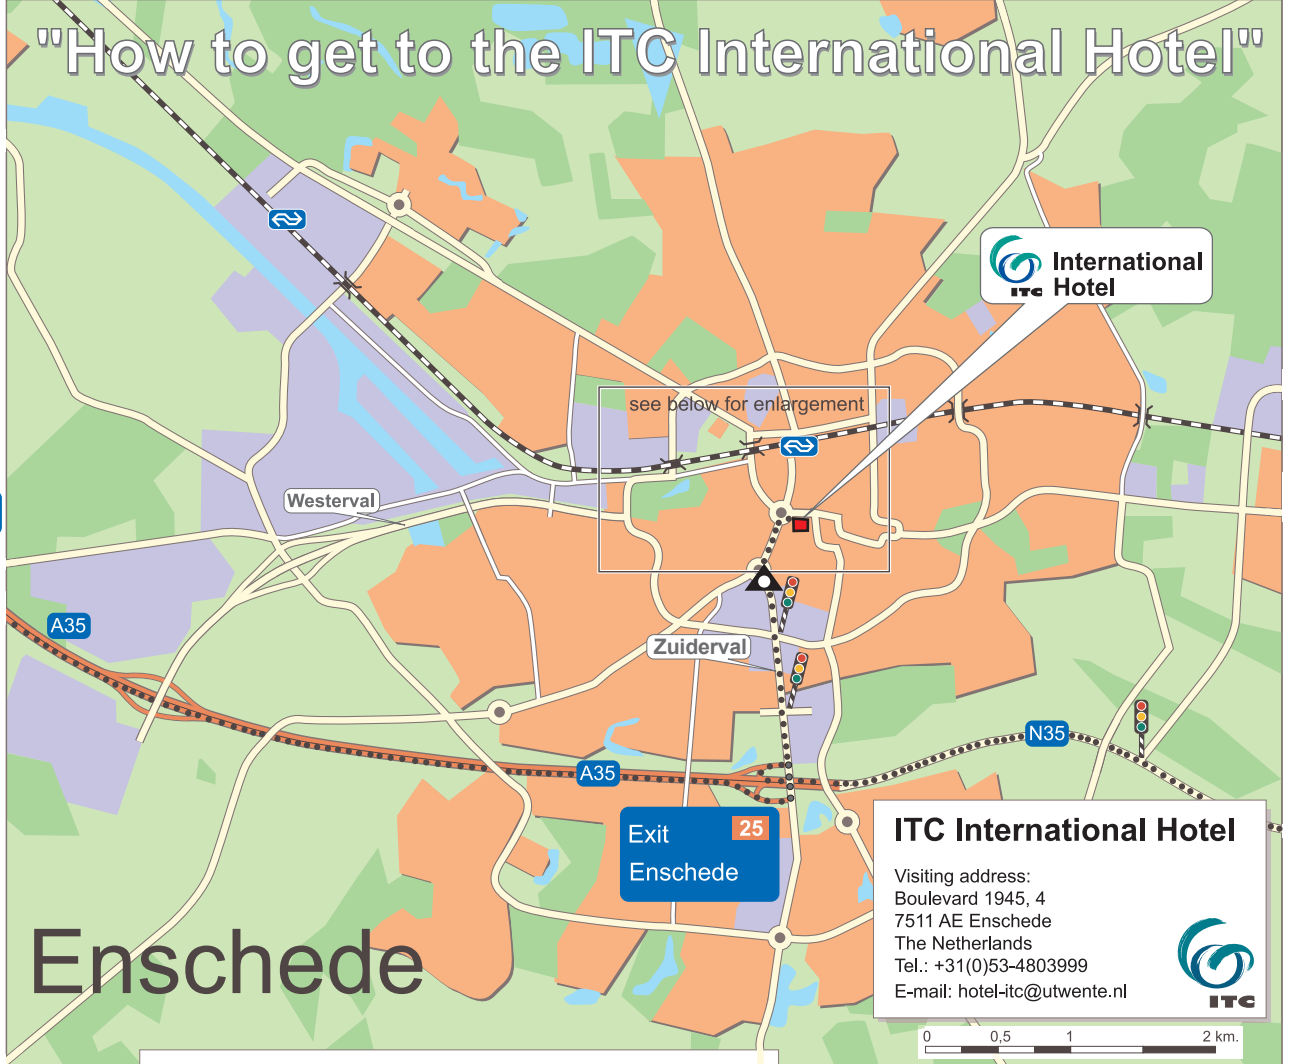 "How to get to the ITC International Hotel"
ITC
International
Hotel
see below for enlargement
Westerval
A35
Zuiderval
N35
A35
Exit 25
Enschede
ITC International Hotel
Visiting address:
Boulevard 1945, 4
7511 AE Enschede
The Netherlands
Tel.: +31(0)53-4803999
E-mail: hotel-itc@utwente.nl
ITC
Enschede
0 0,5 1 2 km.